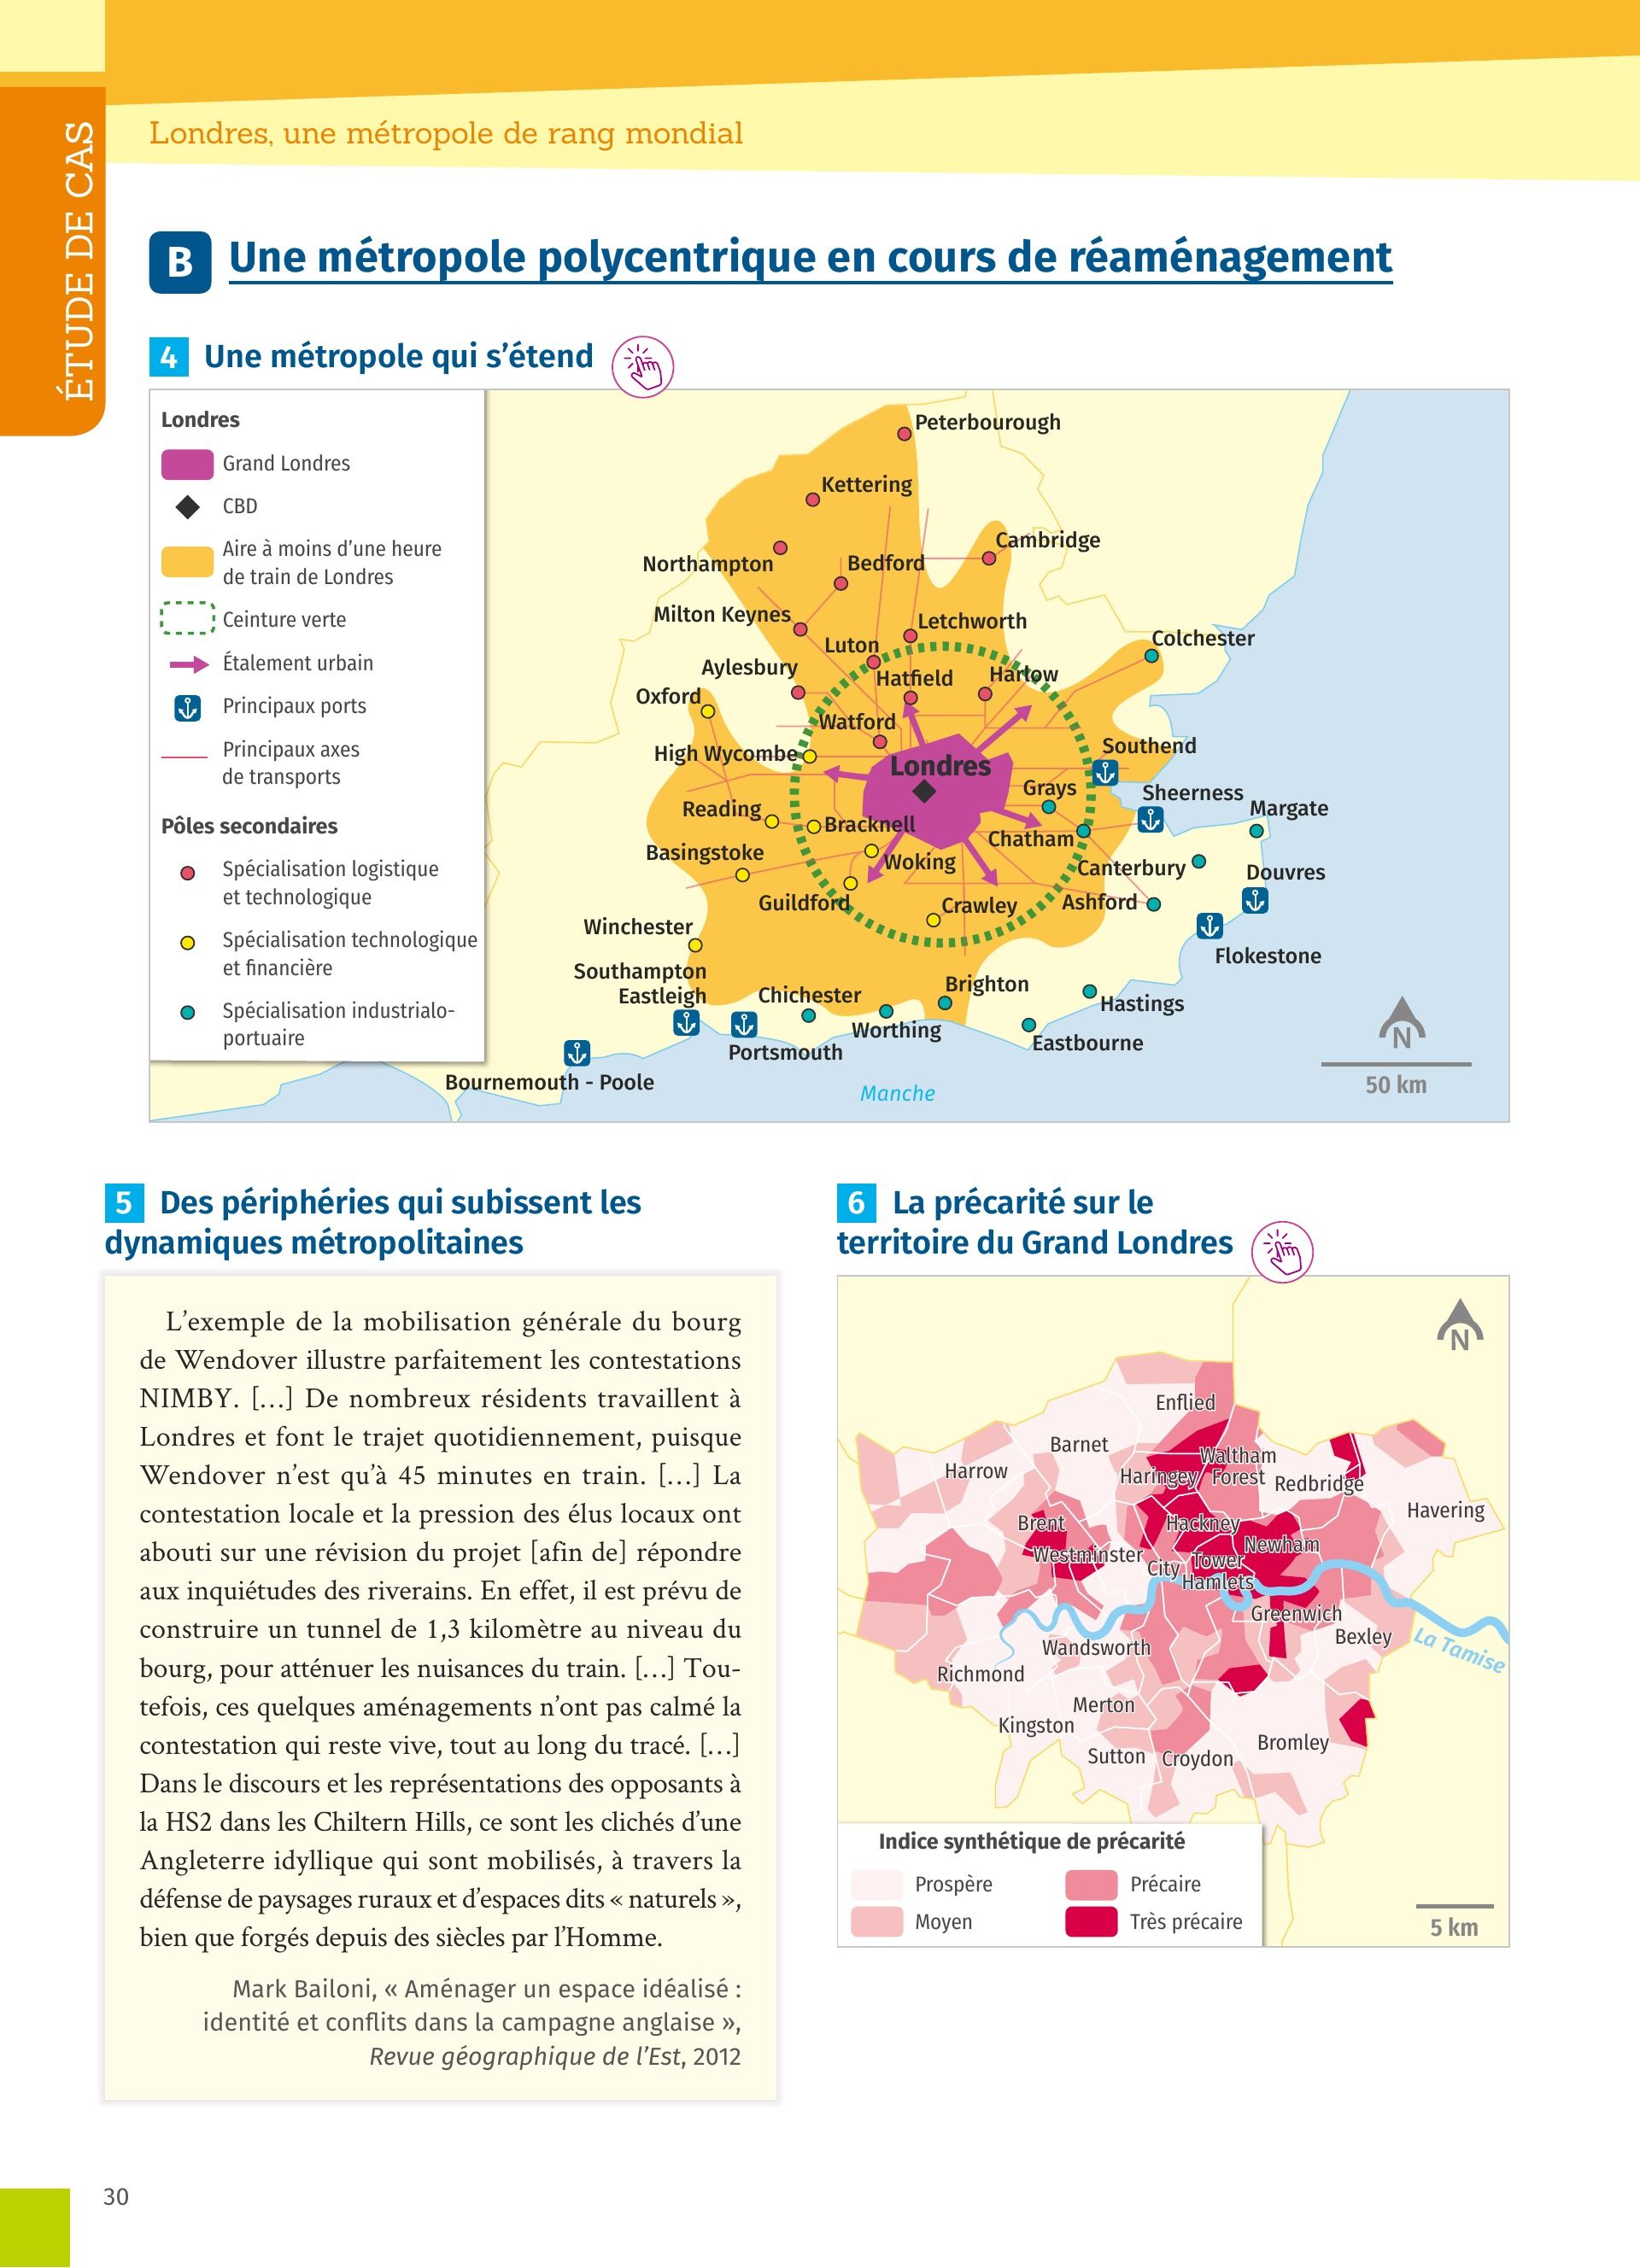 ÉTUDE DE CAS
Londres, une métropole de rang mondial
B Une métropole polycentrique en cours de réaménagement
4 Une métropole qui s’étend
Londres
Grand Londres
CBD
Aire à moins d’une heure
de train de Londres
Ceinture verte
Étalement urbain
Principaux ports
Principaux axes
de transports
Pôles secondaires
Spécialisation logistique
et technologique
Spécialisation technologique
et financière
Spécialisation industrialo-
portuaire
Peterbourough
Kettering
Cambridge
Northampton
Bedford
Milton Keynes
Letchworth
Colchester
Luton
Aylesbury
Hatfield
Harlow
Oxford
Watford
Southend
High Wycombe
Londres
Grays
Sheerness
Margate
Reading
Bracknell
Chatham
Basingstoke
Woking
Canterbury
Douvres
Guildford
Crawley
Ashford
Winchester
Flokestone
Southampton
Eastleigh
Chichester
Brighton
Hastings
Worthing
Eastbourne
Portsmouth
Bournemouth - Poole
Manche
N
50 km
5 Des périphéries qui subissent les
dynamiques métropolitaines
L’exemple de la mobilisation générale du bourg
de Wendover illustre parfaitement les contestations
NIMBY. […] De nombreux résidents travaillent à
Londres et font le trajet quotidiennement, puisque
Wendover n’est qu’à 45 minutes en train. […] La
contestation locale et la pression des élus locaux ont
abouti sur une révision du projet [afin de] répondre
aux inquiétudes des riverains. En effet, il est prévu de
construire un tunnel de 1,3 kilomètre au niveau du
bourg, pour atténuer les nuisances du train. […] Tou-
tefois, ces quelques aménagements n’ont pas calmé la
contestation qui reste vive, tout au long du tracé. […]
Dans le discours et les représentations des opposants à
la HS2 dans les Chiltern Hills, ce sont les clichés d’une
Angleterre idyllique qui sont mobilisés, à travers la
défense de paysages ruraux et d’espaces dits « naturels »,
bien que forgés depuis des siècles par l’Homme.
Mark Bailoni, « Aménager un espace idéalisé :
identité et conflits dans la campagne anglaise »,
Revue géographique de l’Est, 2012
6 La précarité sur le
territoire du Grand Londres
N
Enflied
Barnet
Waltham
Forest
Harrow
Haringey
Redbridge
Havering
Brent
Hackney
Newham
Westminster
City
Tower
Hamlets
Greenwich
Bexley
La Tamise
Wandsworth
Richmond
Merton
Kingston
Bromley
Sutton
Croydon
Indice synthétique de précarité
Prospère
Précaire
Moyen
Très précaire
5 km
30